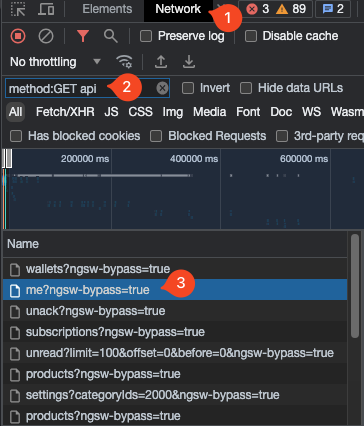 Elements Network 1 3 89 2
Preserve log Disable cache
No throttling
method:GET api 2 Invert Hide data URLs
All Fetch/XHR JS CSS Img Media Font Doc WS Wasm
Has blocked cookies Blocked Requests 3rd-party req
200000 ms 400000 ms 600000 ms
Name
wallets?ngsw-bypass=true
me?ngsw-bypass=true 3
unack?ngsw-bypass=true
subscriptions?ngsw-bypass=true
unread?limit=100&offset=0&before=0&ngsw-bypass=true
products?ngsw-bypass=true
settings?categoryIds=2000&ngsw-bypass=true
products?ngsw-bypass=true